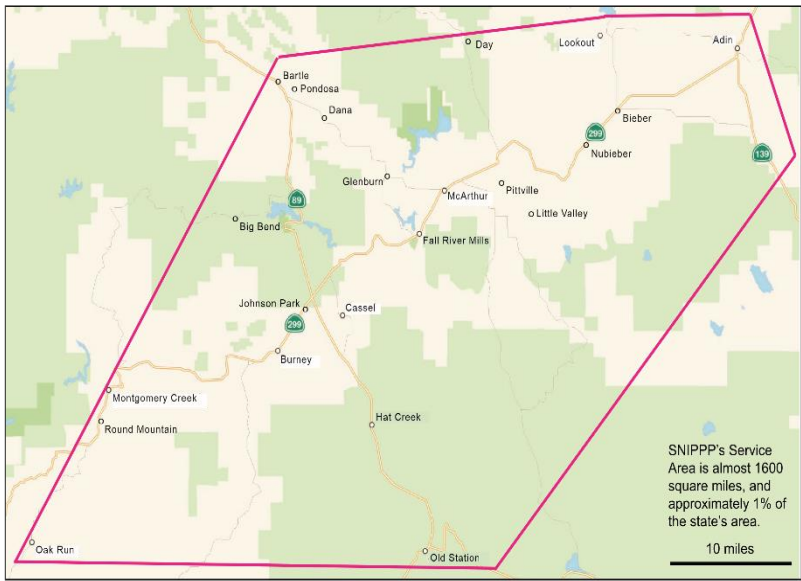 Day
Lookout
Adin
Bartle
Pondosa
Dana
Bieber
299
Nubieber
139
Glenburn
McArthur
Pittville
89
Little Valley
Big Bend
Fall River Mills
Johnson Park
Cassel
299
Burney
Montgomery Creek
Hat Creek
Round Mountain
SNIPPP's Service
Area is almost 1600
square miles, and
approximately 1% of
the state's area.
10 miles
Oak Run
Old Station